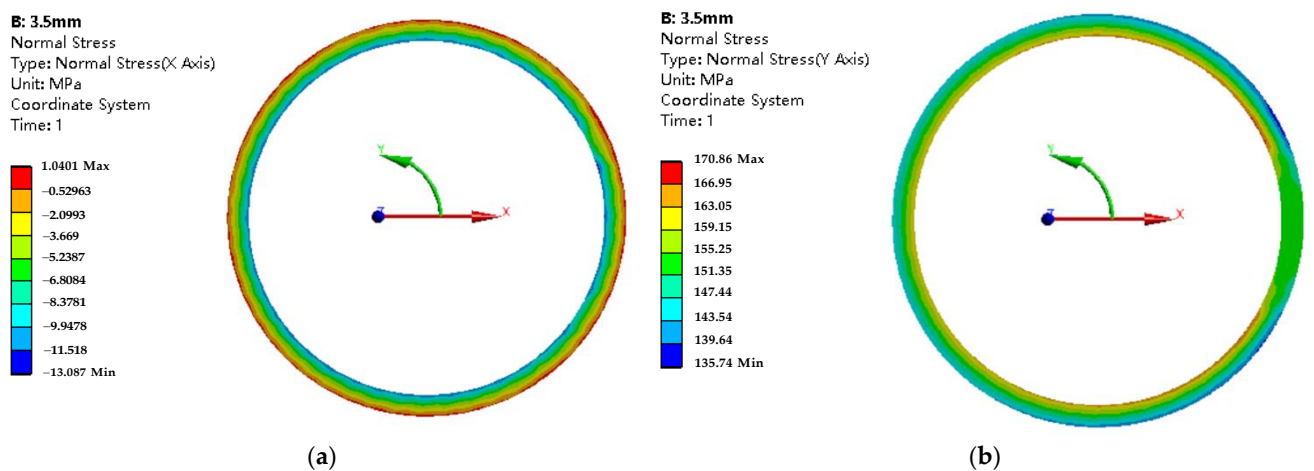 B: 3.5mm
Normal Stress
Type: Normal Stress(X Axis)
Unit: MPa
Coordinate System
Time: 1
1.0401 Max
−0.52963
−2.0993
−3.669
−5.2387
−6.8084
−8.3781
−9.9478
−11.518
−13.087 Min
Y
Z
X
(a)
B: 3.5mm
Normal Stress
Type: Normal Stress(Y Axis)
Unit: MPa
Coordinate System
Time: 1
170.86 Max
166.95
163.05
159.15
155.25
151.35
147.44
143.54
139.64
135.74 Min
Y
Z
X
(b)